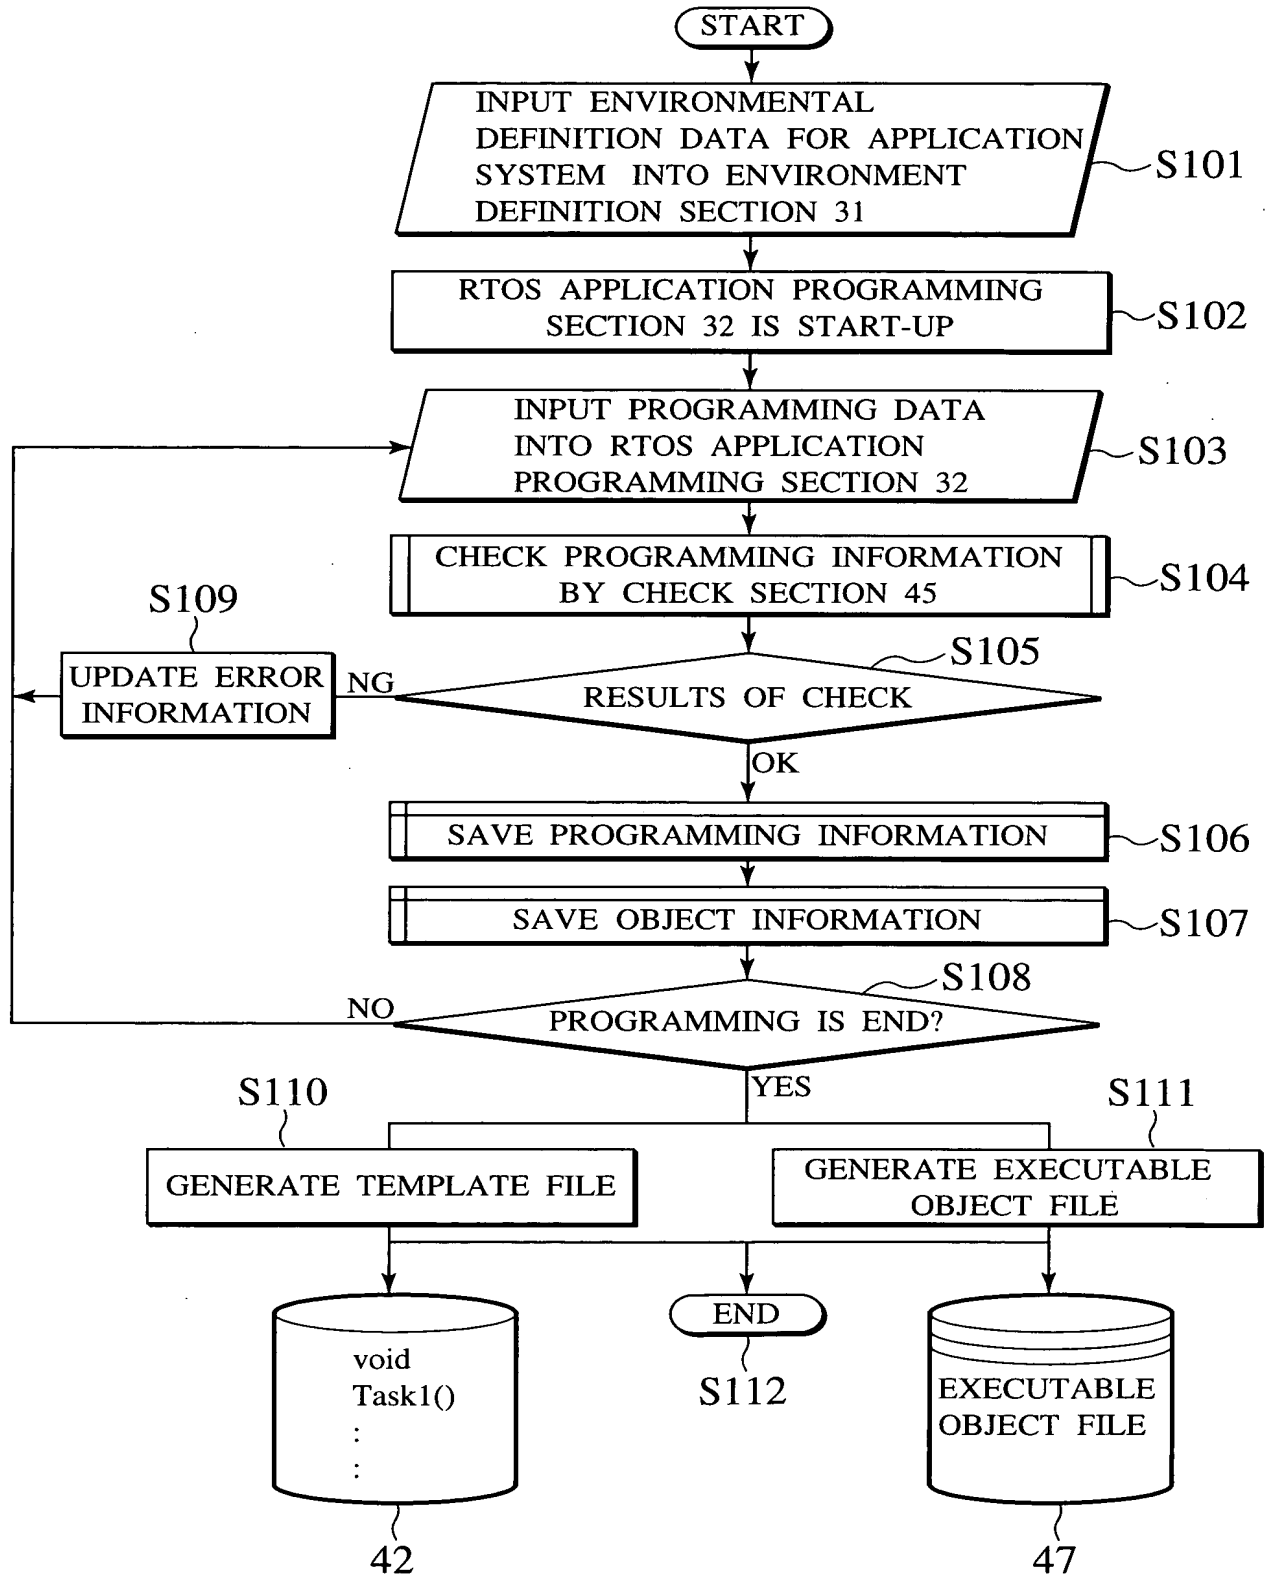 START
INPUT ENVIRONMENTAL
DEFINITION DATA FOR APPLICATION
SYSTEM INTO ENVIRONMENT
DEFINITION SECTION 31
S101
RTOS APPLICATION PROGRAMMING
SECTION 32 IS START-UP
S102
INPUT PROGRAMMING DATA
INTO RTOS APPLICATION
PROGRAMMING SECTION 32
S103
CHECK PROGRAMMING INFORMATION
BY CHECK SECTION 45
S104
S109
UPDATE ERROR
INFORMATION
NG
S105
RESULTS OF CHECK
OK
SAVE PROGRAMMING INFORMATION
S106
SAVE OBJECT INFORMATION
S107
S108
NO
PROGRAMMING IS END?
YES
S110
S111
GENERATE TEMPLATE FILE
GENERATE EXECUTABLE
OBJECT FILE
void
Task1()
:
:
42
END
S112
EXECUTABLE
OBJECT FILE
47